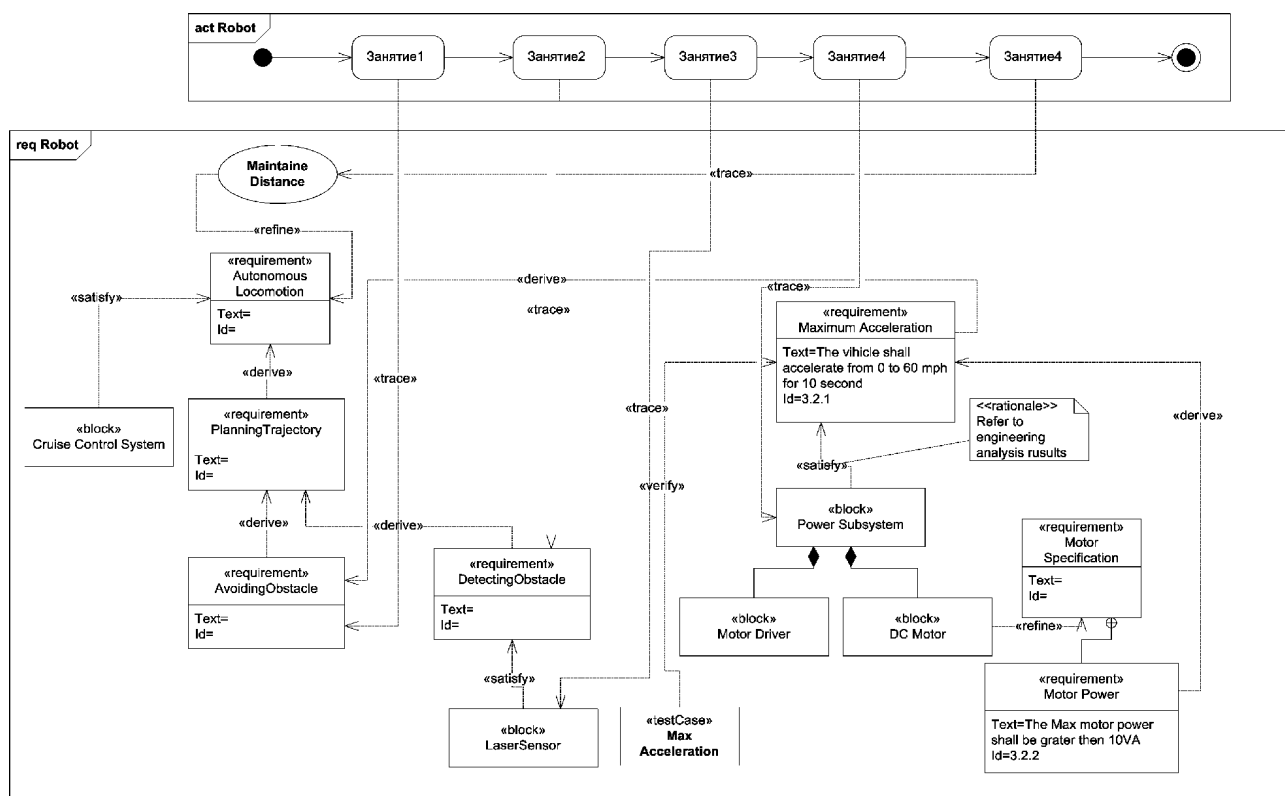 act Robot
Занятие1
Занятие2
Занятие3
Занятие4
Занятие4
req Robot
Maintaine
Distance
«trace»
«refine»
«requirement»
Autonomous
Locomotion
Text=
Id=
«satisfy»
«derive»
«trace»
«trace»
«requirement»
Maximum Acceleration
Text=The vihicle shall
accelerate from 0 to 60 mph
for 10 second
Id=3.2.1
«derive»
«trace»
«requirement»
PlanningTrajectory
Text=
Id=
«block»
Cruise Control System
«trace»
<<rationale>>
Refer to
engineering
analysis rusults
«derive»
«satisfy»
«verify»
«block»
Power Subsystem
«derive»
«derive»
«requirement»
Motor
Specification
Text=
Id=
«requirement»
AvoidingObstacle
Text=
Id=
«requirement»
DetectingObstacle
Text=
Id=
«block»
Motor Driver
«block»
DC Motor
«refine»
«satisfy»
«requirement»
Motor Power
Text=The Max motor power
shall be grater then 10VA
Id=3.2.2
«block»
LaserSensor
«testCase»
Max
Acceleration